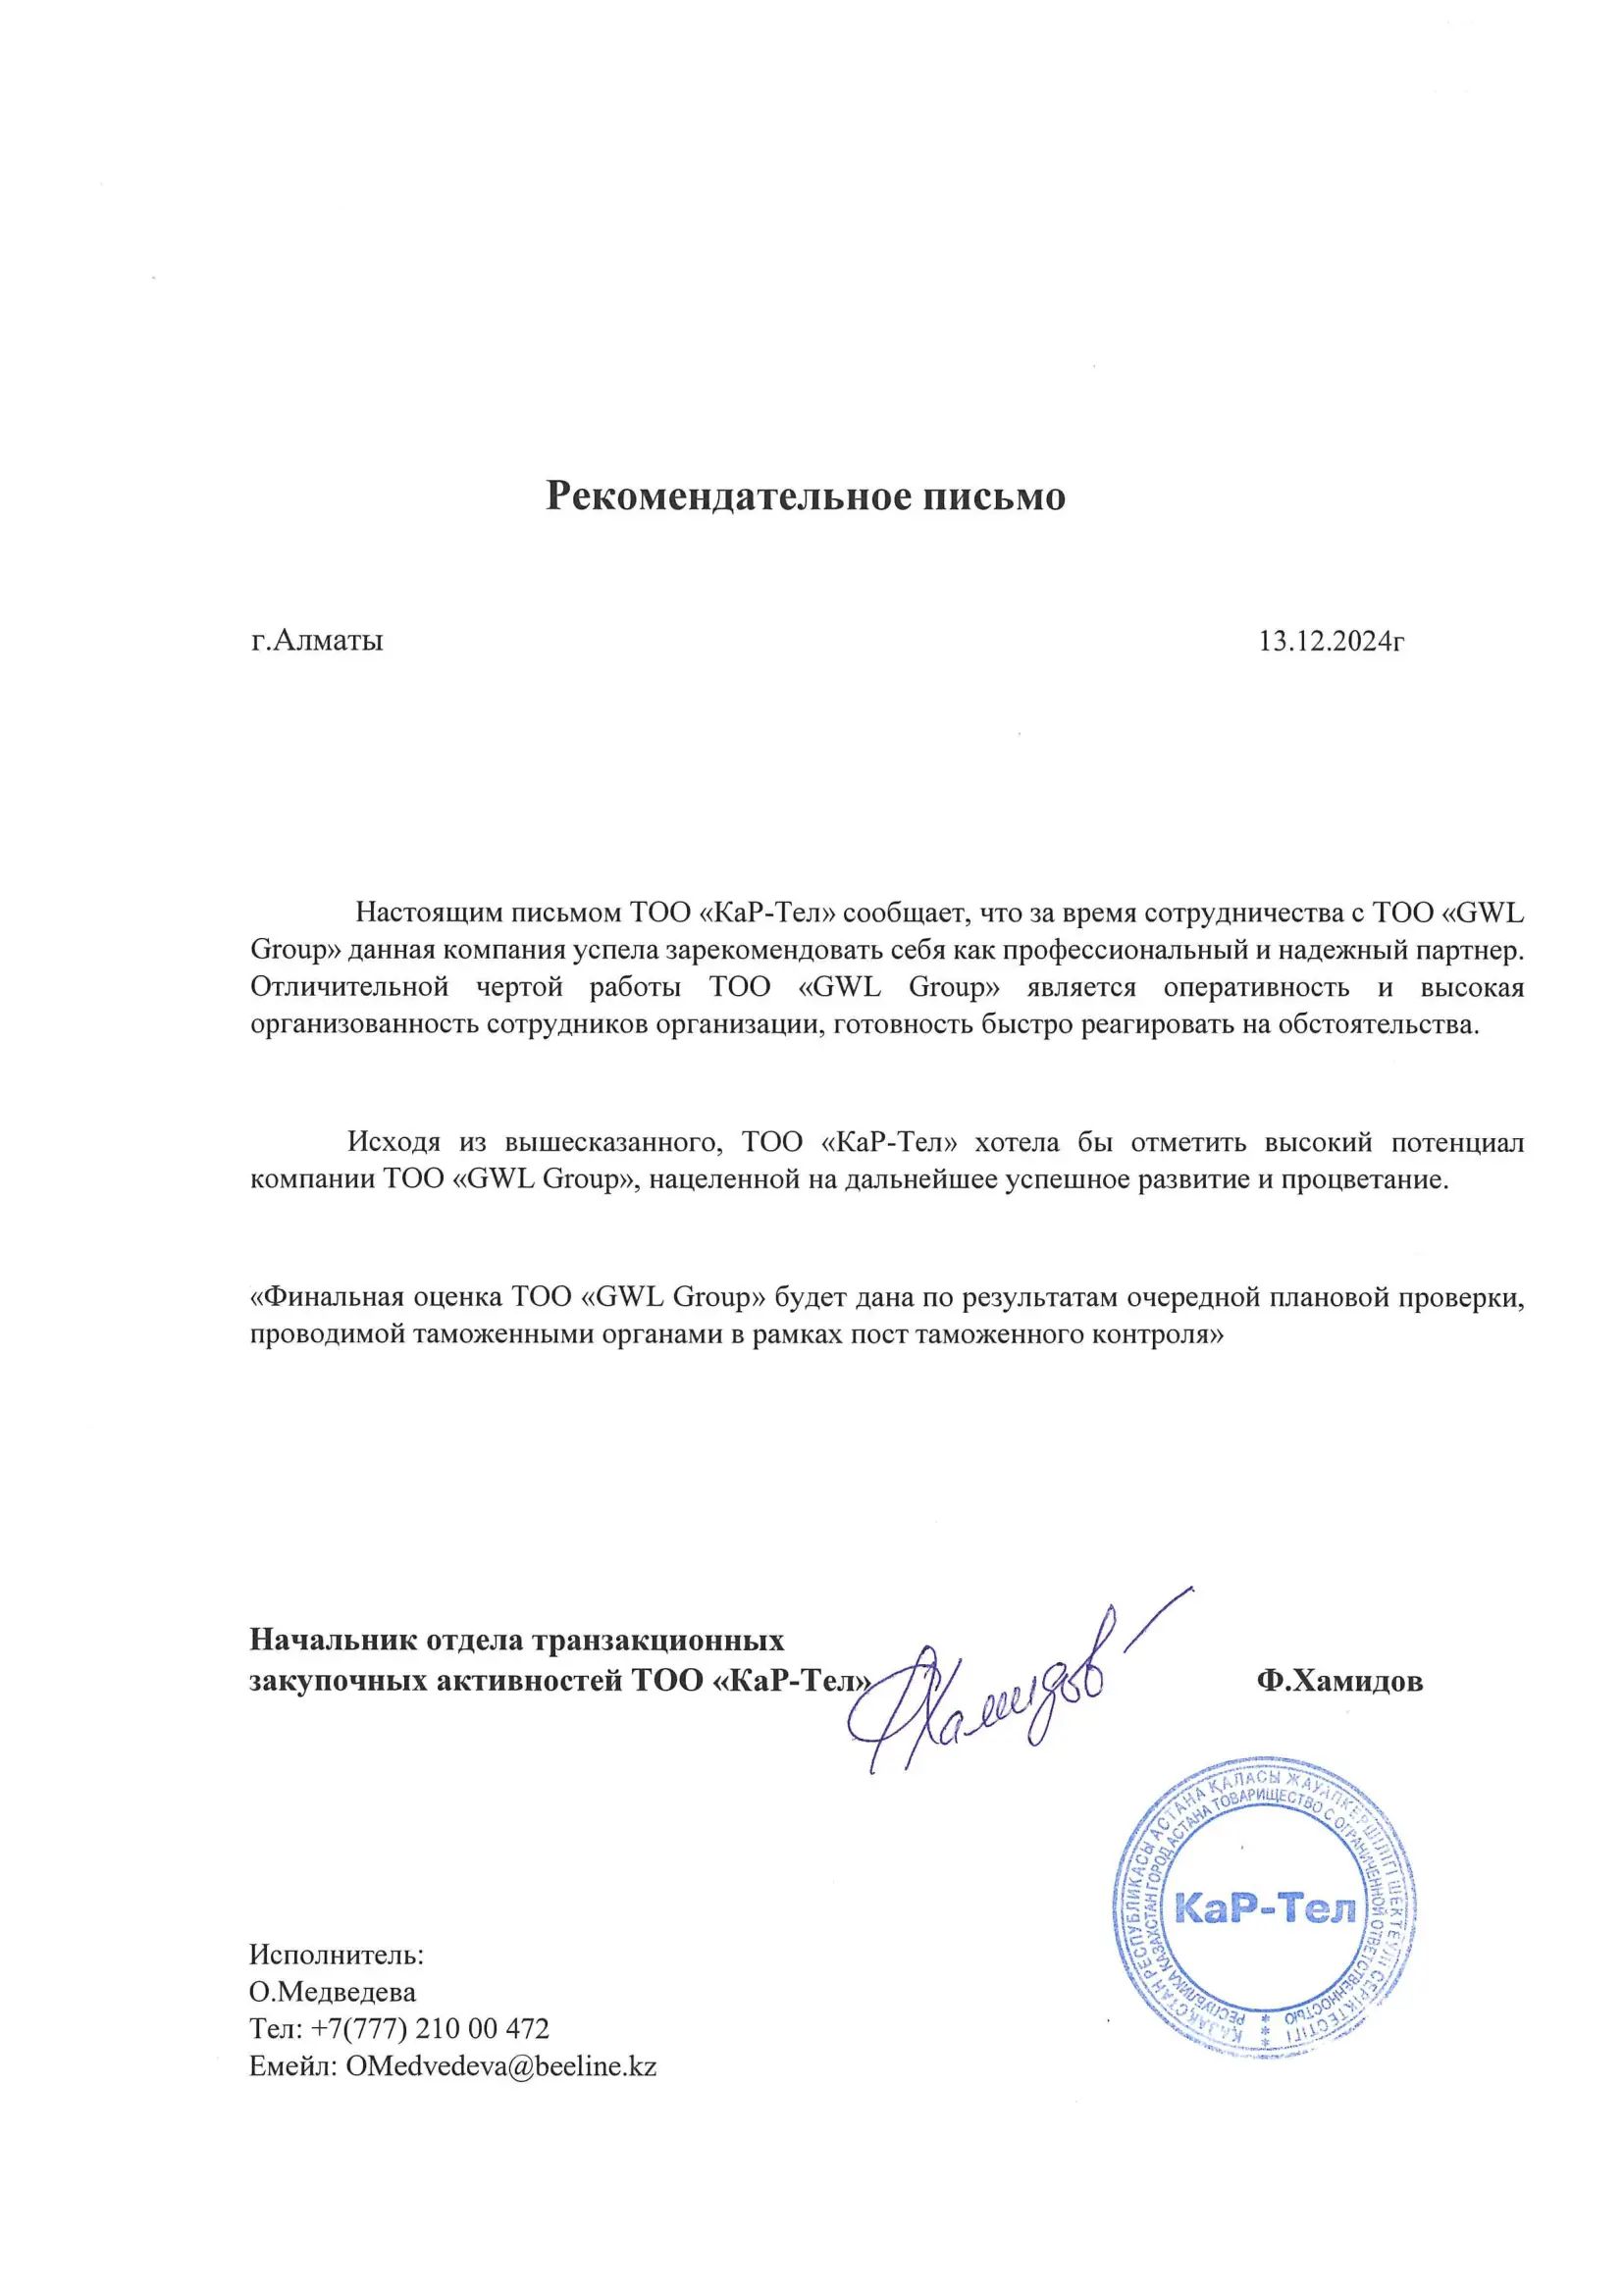 Рекомендательное письмо
г.Алматы 13.12.2024г
Настоящим письмом ТОО «КаР-Тел» сообщает, что за время сотрудничества с ТОО «GWL
Group» данная компания успела зарекомендовать себя как профессиональный и надежный партнер.
Отличительной чертой работы ТОО «GWL Group» является оперативность и высокая
организованность сотрудников организации, готовность быстро реагировать на обстоятельства.
Исходя из вышесказанного, ТОО «КаР-Тел» хотела бы отметить высокий потенциал
компании ТОО «GWL Group», нацеленной на дальнейшее успешное развитие и процветание.
«Финальная оценка ТОО «GWL Group» будет дана по результатам очередной плановой проверки,
проводимой таможенными органами в рамках пост таможенного контроля»
Начальник отдела транзакционных
закупочных активностей ТОО «КаР-Тел»
Хамидов
Ф.Хамидов
ҚАЗАҚСТАН РЕСПУБЛИКАСЫ АСТАНА ҚАЛАСЫ ЖАУАПКЕРШІЛІГІ ШЕКТЕУЛІ СЕРІКТЕСТІГІ
РЕСПУБЛИКА КАЗАХСТАН ГОРОД АСТАНА ТОВАРИЩЕСТВО С ОГРАНИЧЕННОЙ ОТВЕТСТВЕННОСТЬЮ
КаР-Тел
Исполнитель:
О.Медведева
Тел: +7(777) 210 00 472
Емейл: OMedvedeva@beeline.kz